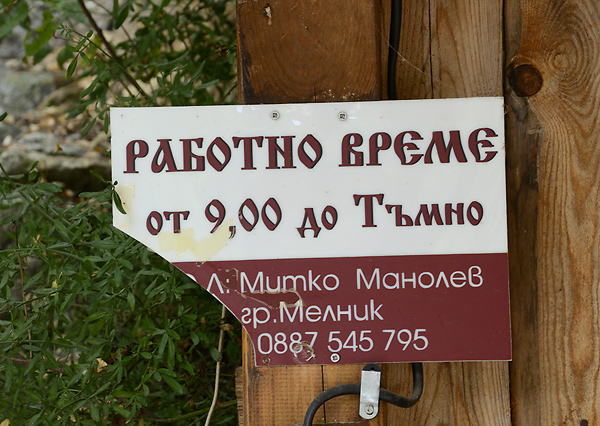 РАБОТНО ВРЕМЕ
от 9,00 до Тъмно
Л: Митко Манолев
гр.Мелник
0887 545 795